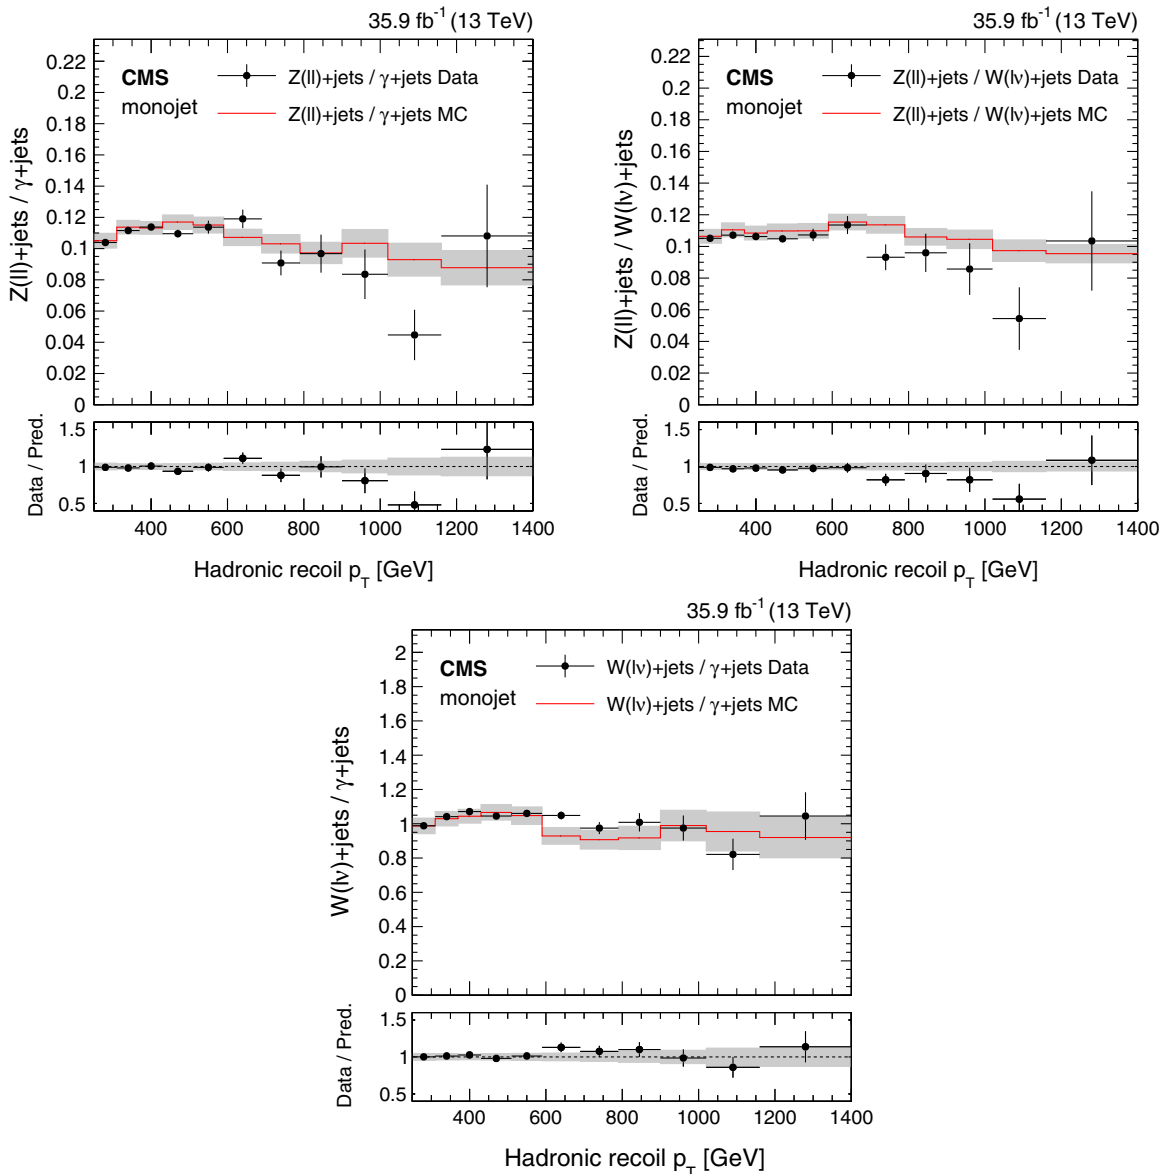 35.9 fb⁻¹ (13 TeV)
CMS
monojet
Z(ll)+jets / γ+jets Data
Z(ll)+jets / γ+jets MC
Z(ll)+jets / γ+jets
0.22
0.2
0.18
0.16
0.14
0.12
0.1
0.08
0.06
0.04
0.02
0
Data / Pred.
1.5
1
0.5
400 600 800 1000 1200 1400
Hadronic recoil p_T [GeV]
35.9 fb⁻¹ (13 TeV)
CMS
monojet
Z(ll)+jets / W(lν)+jets Data
Z(ll)+jets / W(lν)+jets MC
Z(ll)+jets / W(lν)+jets
0.22
0.2
0.18
0.16
0.14
0.12
0.1
0.08
0.06
0.04
0.02
0
Data / Pred.
1.5
1
0.5
400 600 800 1000 1200 1400
Hadronic recoil p_T [GeV]
35.9 fb⁻¹ (13 TeV)
CMS
monojet
W(lν)+jets / γ+jets Data
W(lν)+jets / γ+jets MC
W(lν)+jets / γ+jets
2
1.8
1.6
1.4
1.2
1
0.8
0.6
0.4
0.2
0
Data / Pred.
1.5
1
0.5
400 600 800 1000 1200 1400
Hadronic recoil p_T [GeV]